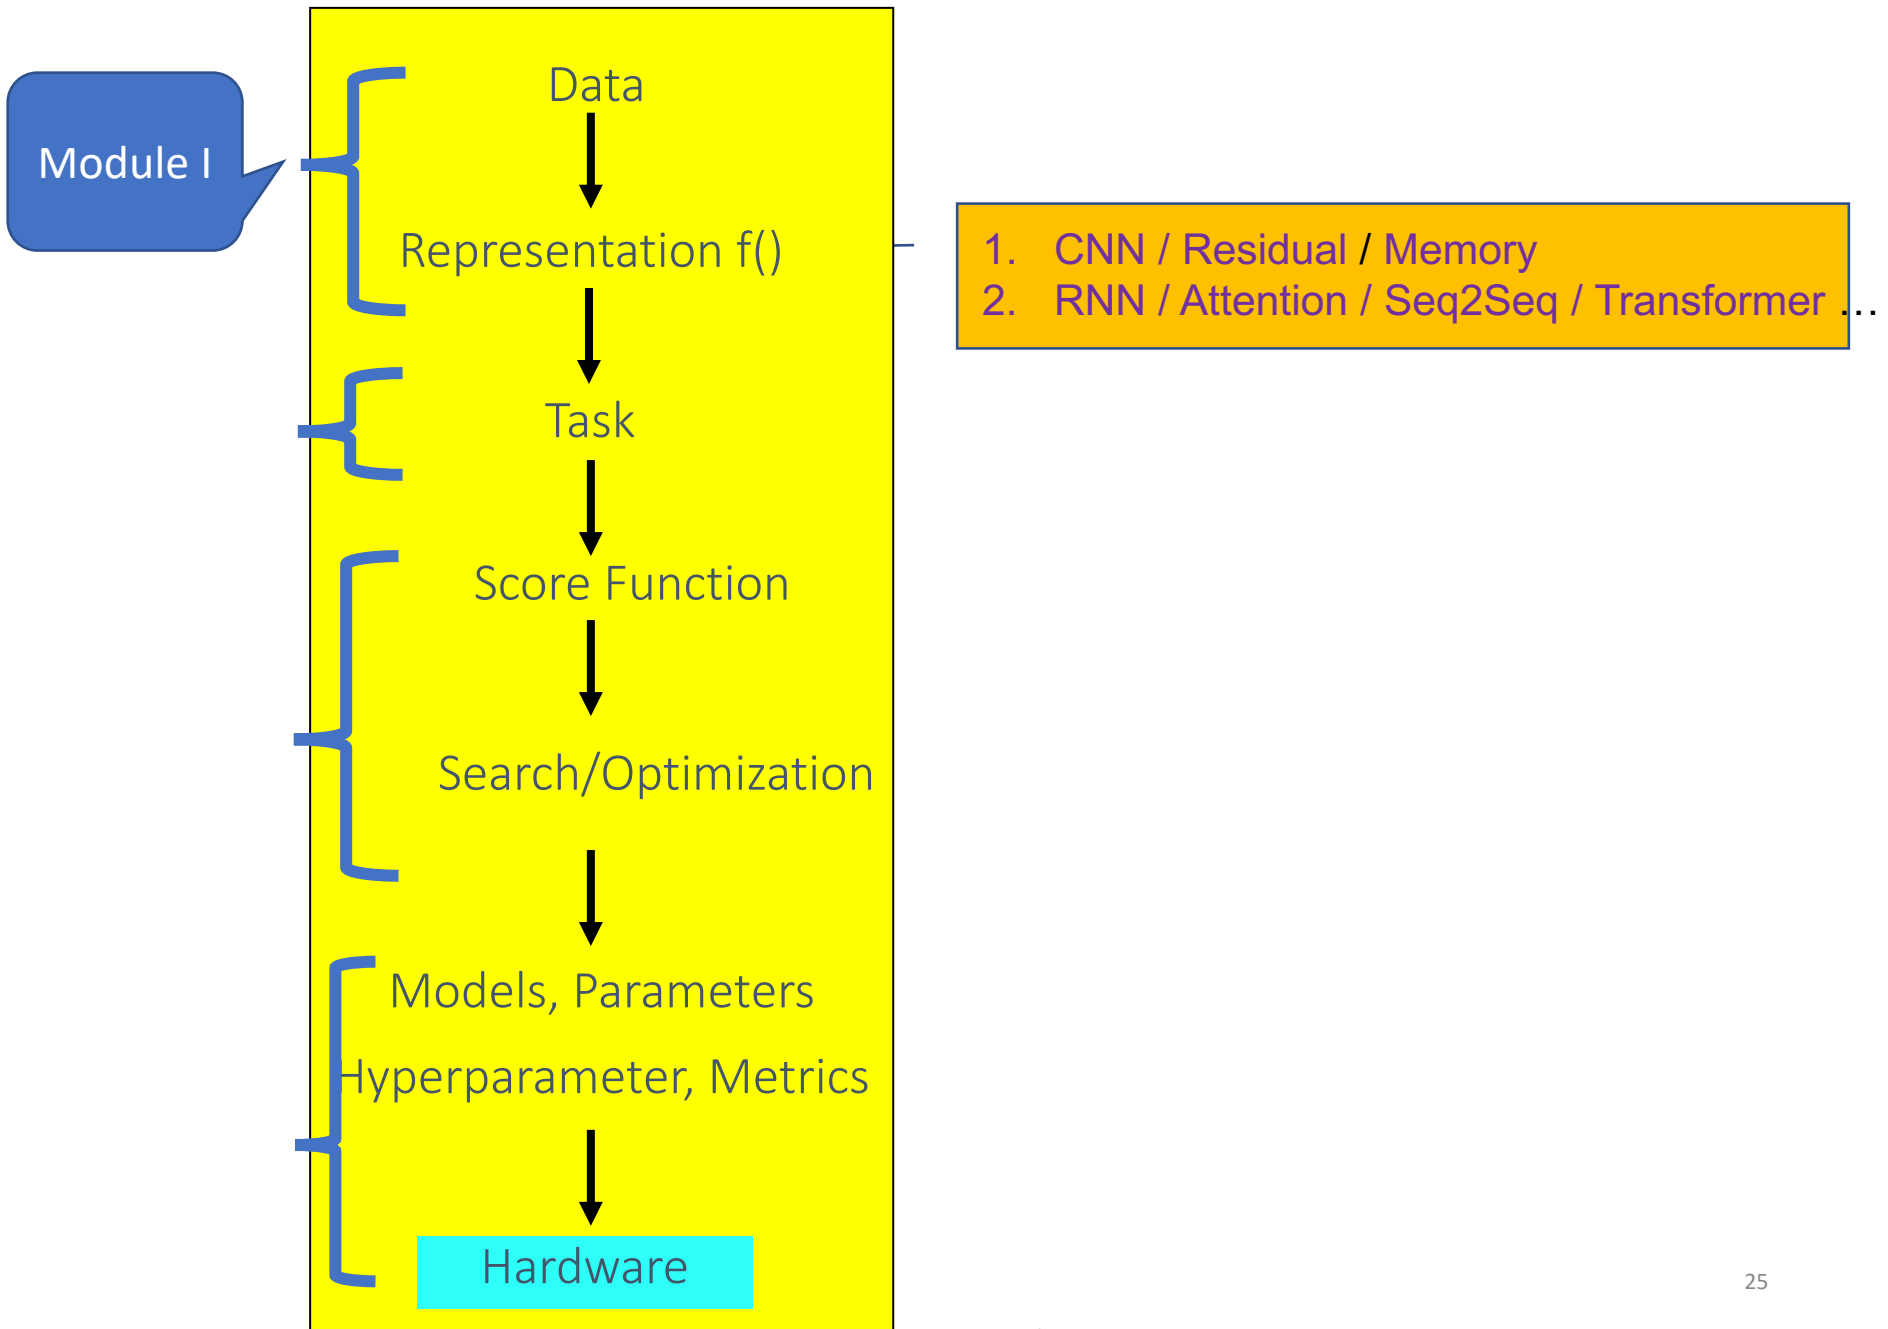 Data
Module I
Representation f()
1. CNN / Residual / Memory
2. RNN / Attention / Seq2Seq / Transformer ...
Task
Score Function
Search/Optimization
Models, Parameters
Hyperparameter, Metrics
Hardware
25